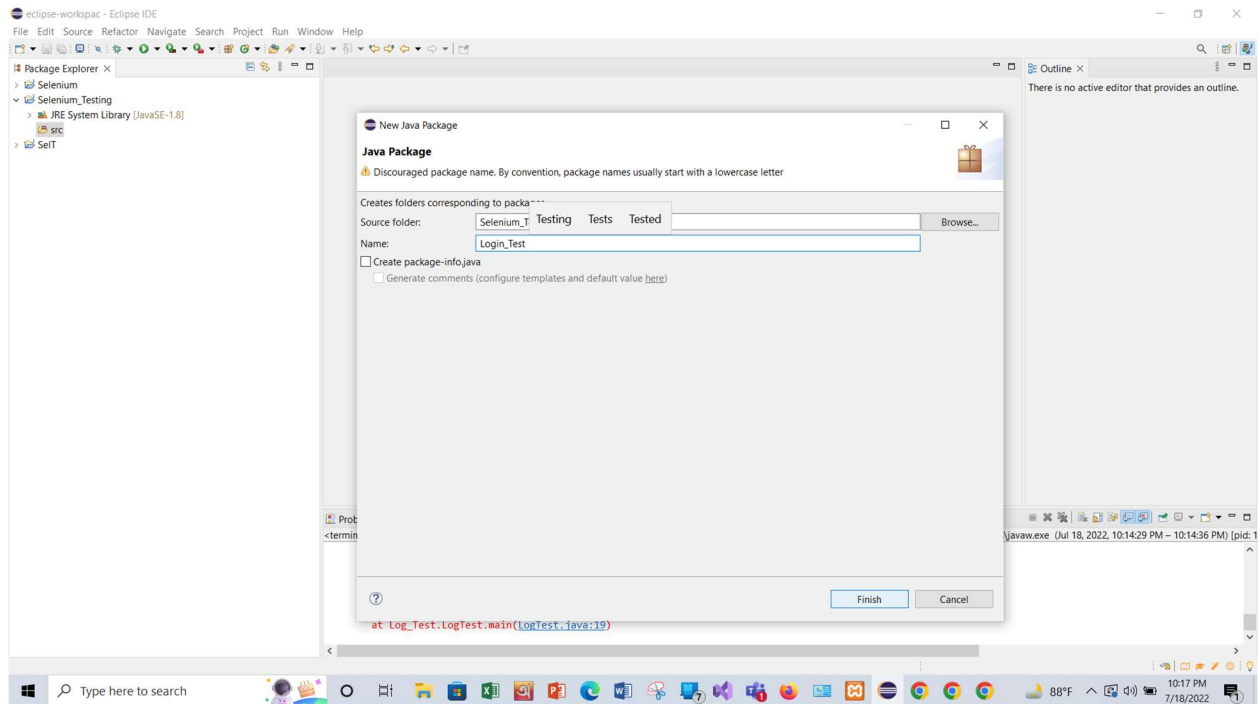 eclipse-workspac - Eclipse IDE
File Edit Source Refactor Navigate Search Project Run Window Help
Package Explorer
Selenium
Selenium_Testing
JRE System Library [JavaSE-1.8]
src
SelT
Outline
There is no active editor that provides an outline.
New Java Package
Java Package
Discouraged package name. By convention, package names usually start with a lowercase letter
Creates folders corresponding to packages
Testing Tests Tested
Source folder: Selenium_T Browse...
Name: Login_Test
Create package-info.java
Generate comments (configure templates and default value here)
Finish Cancel
Prob
<termin \javaw.exe (Jul 18, 2022, 10:14:29 PM – 10:14:36 PM) [pid: 1
at Log_Test.LogTest.main(LogTest.java:19)
Type here to search
7
1
88°F
10:17 PM
7/18/2022
1